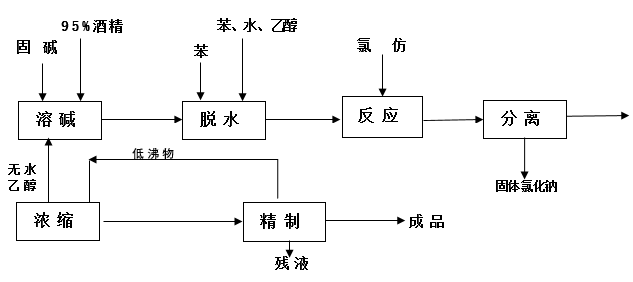 95%酒精
固 碱
苯、水、乙醇
苯
氯 仿
溶 碱
脱 水
反 应
分 离
无 水
乙 醇
低 沸 物
固体氯化钠
浓 缩
精 制
成 品
残 液